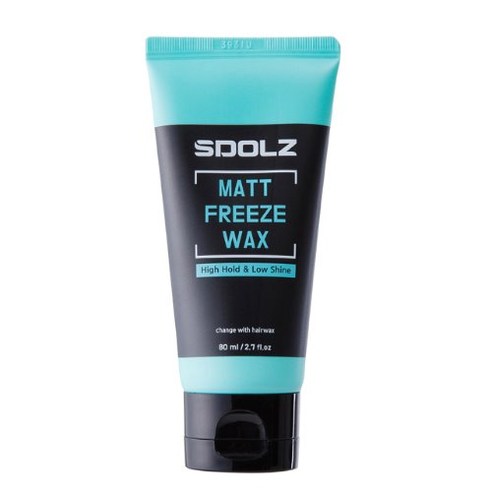 SDOLZ
MATT
FREEZE
WAX
High Hold & Low Shine
change with hairwax
80 ml / 2.7 fl.oz